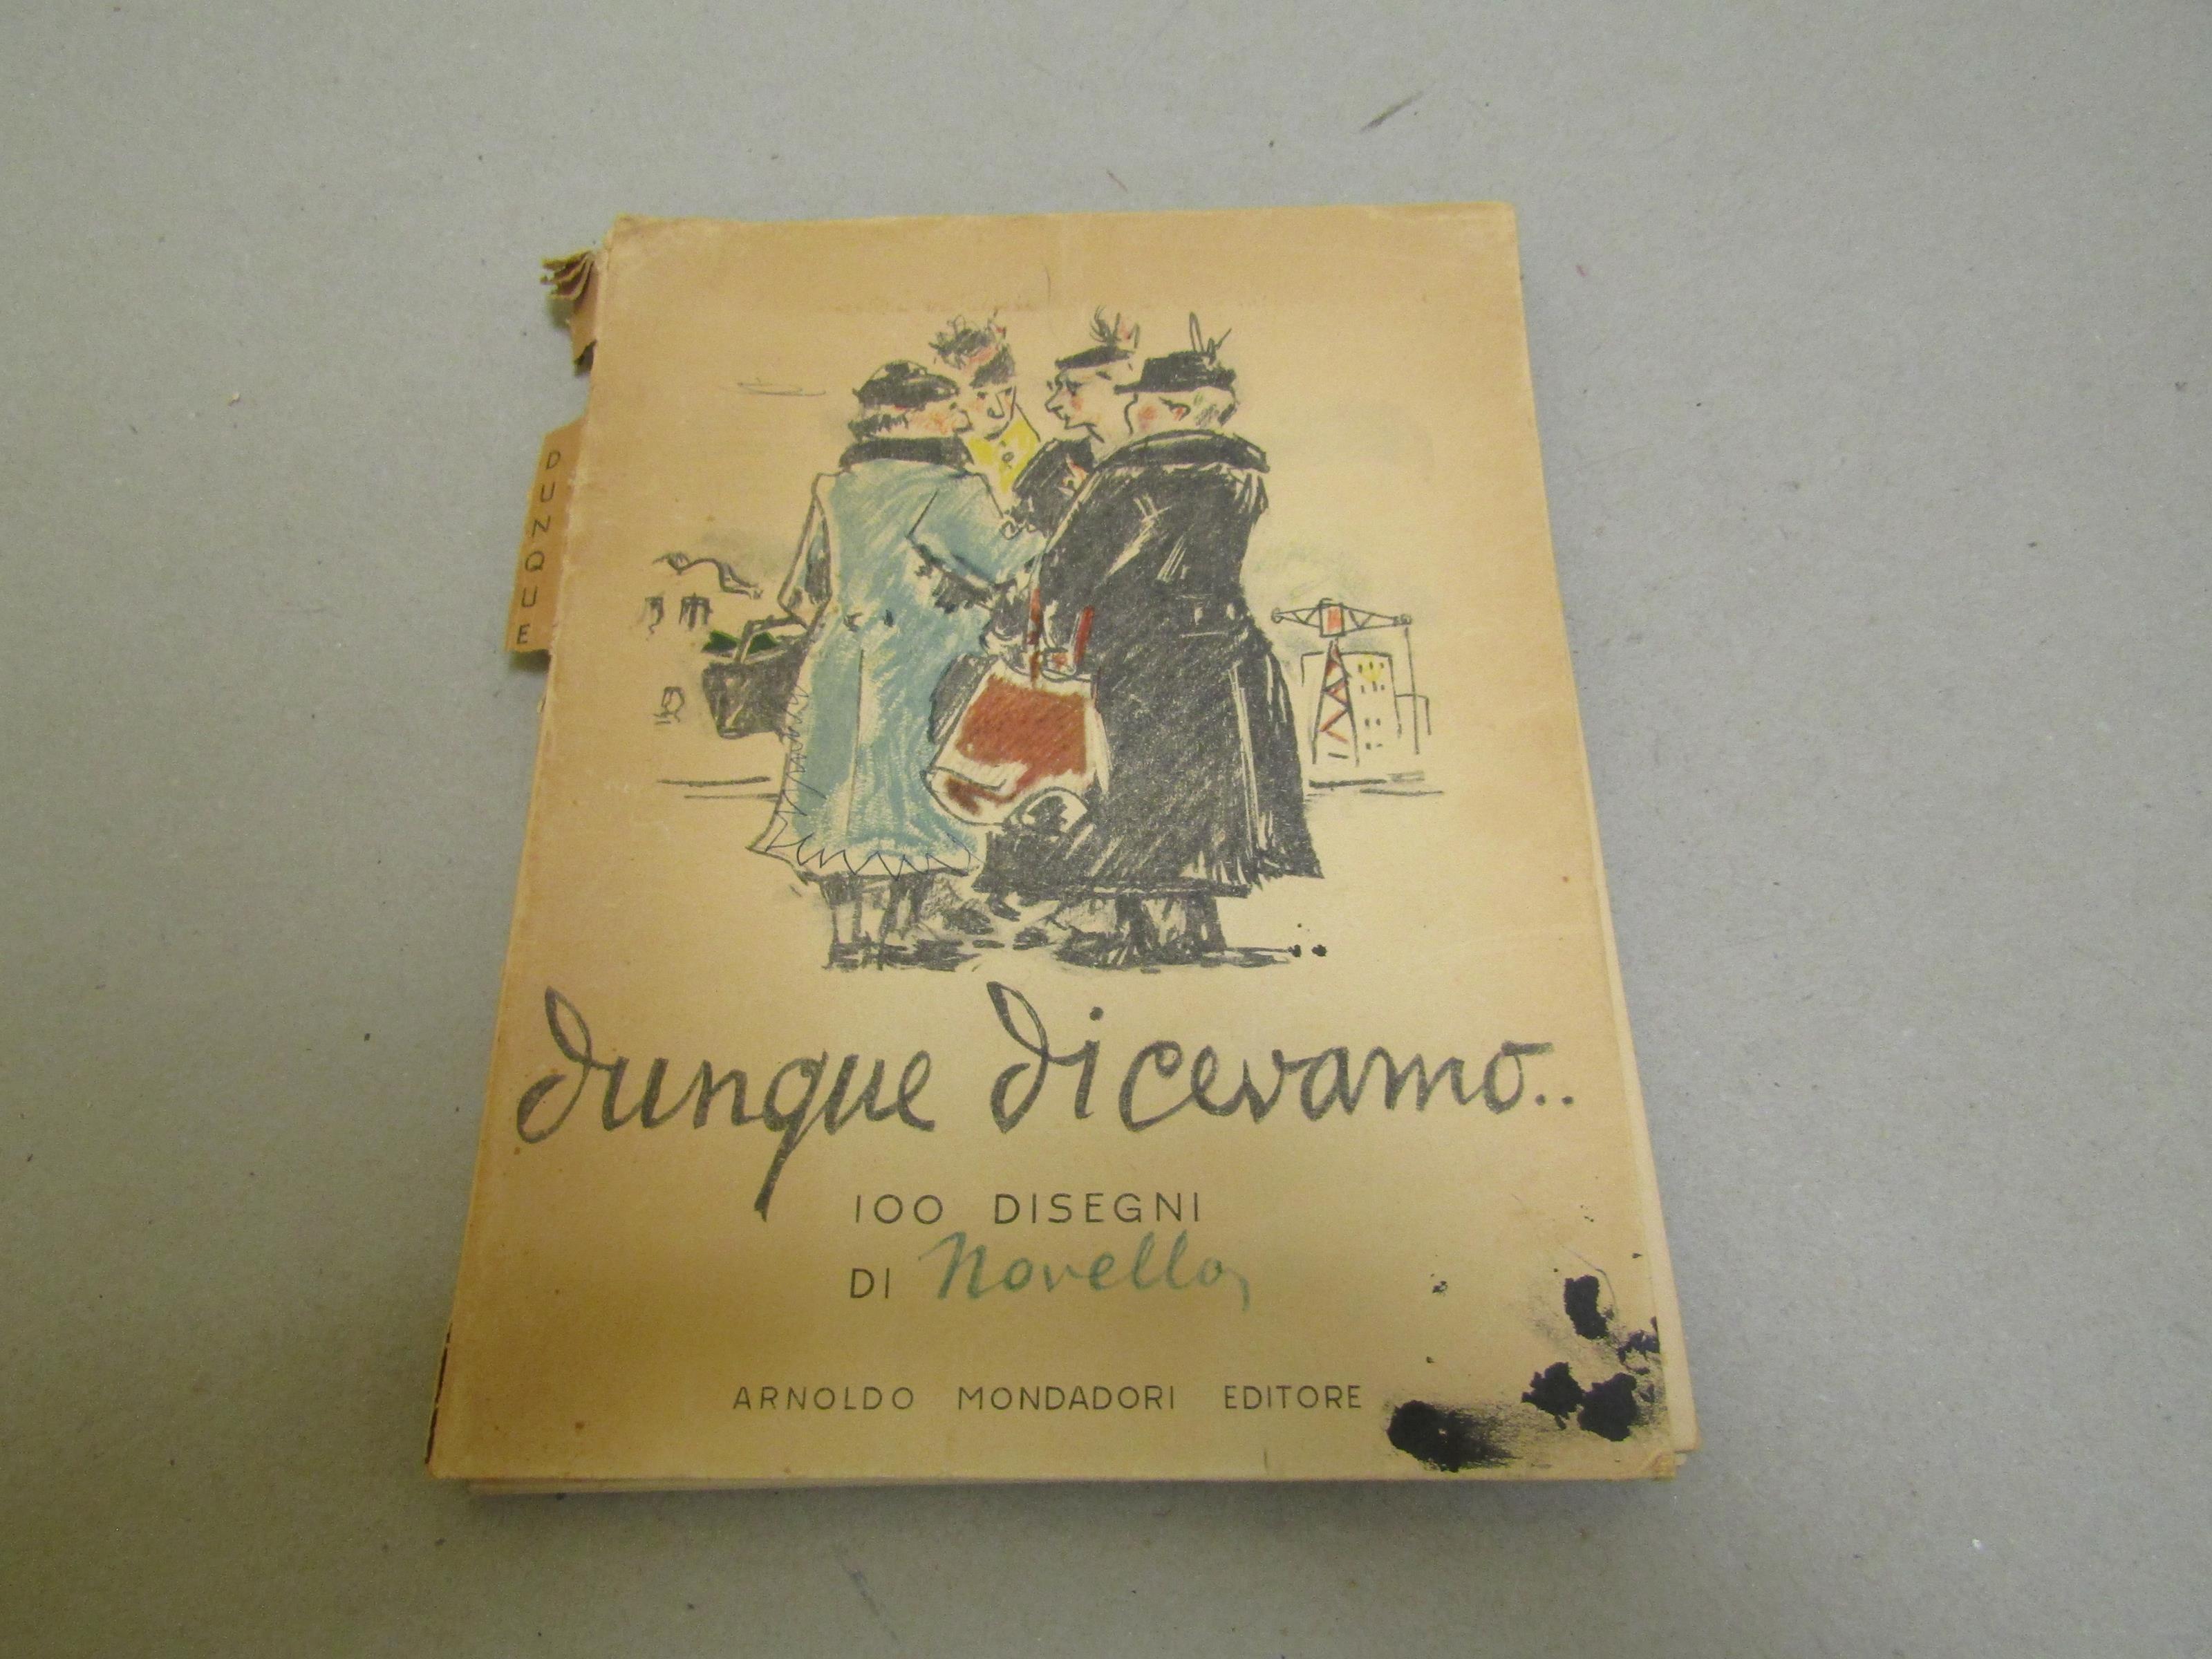 DUNQUE
dunque dicevamo..
100 DISEGNI
DI Novello
ARNOLDO MONDADORI EDITORE